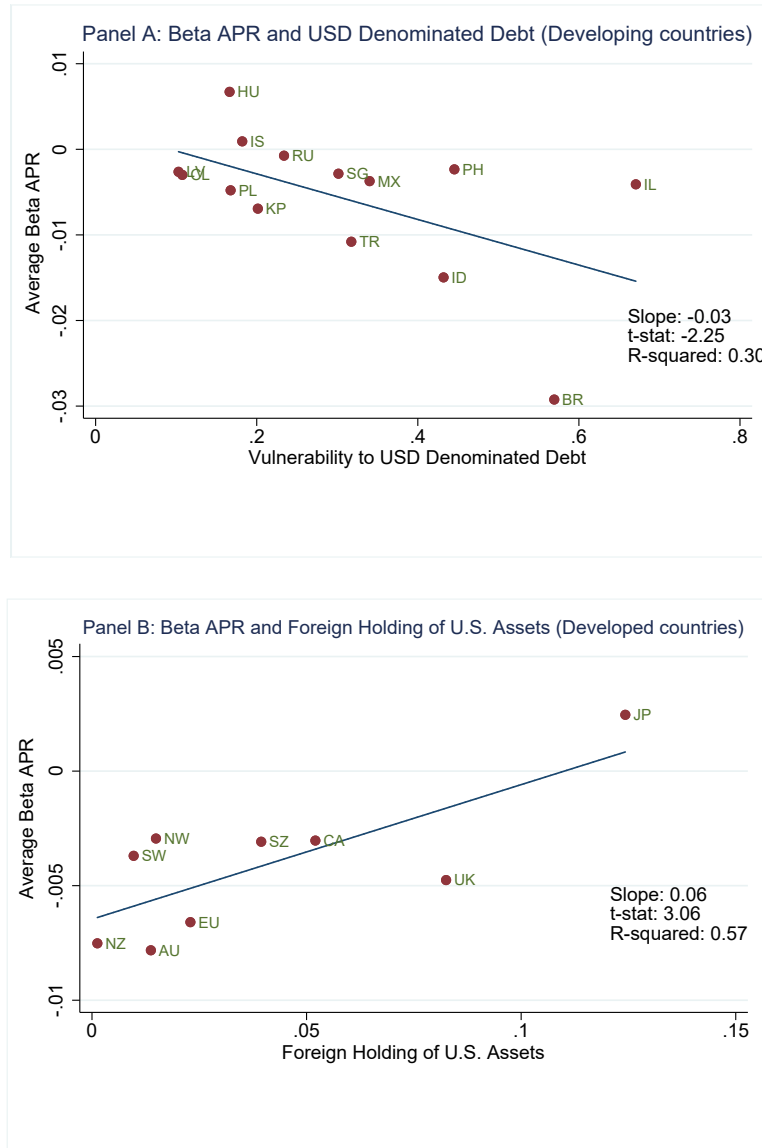 Panel A: Beta APR and USD Denominated Debt (Developing countries)
.01
0
-.01
-.02
-.03
Average Beta APR
HU
IS
RU
LV
CL
PL
KP
SG
MX
PH
IL
TR
ID
BR
Slope: -0.03
t-stat: -2.25
R-squared: 0.30
0
.2
.4
.6
.8
Vulnerability to USD Denominated Debt
Panel B: Beta APR and Foreign Holding of U.S. Assets (Developed countries)
.005
0
-.005
-.01
Average Beta APR
JP
NW
SW
SZ
CA
UK
EU
NZ
AU
Slope: 0.06
t-stat: 3.06
R-squared: 0.57
0
.05
.1
.15
Foreign Holding of U.S. Assets